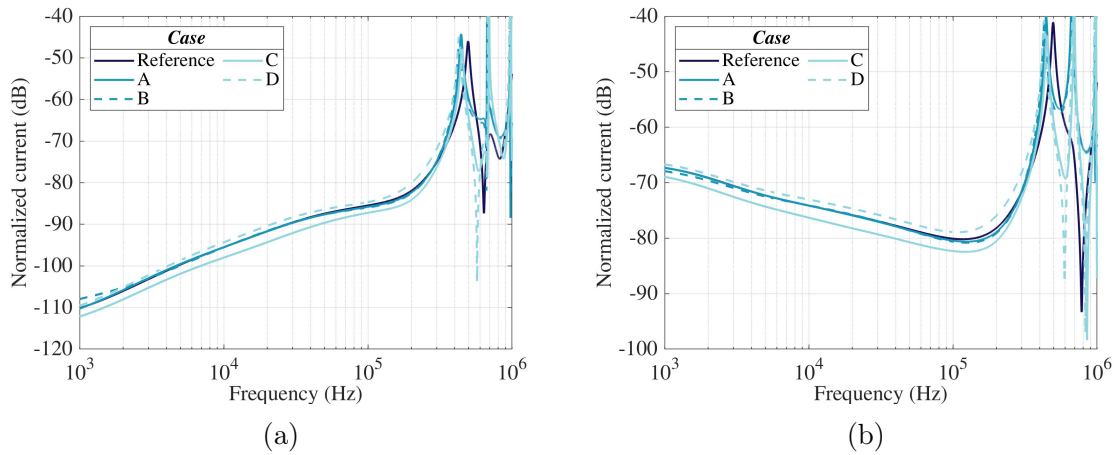 -40
-50
-60
-70
-80
-90
-100
-110
-120
Normalized current (dB)
Case
Reference
A
B
C
D
10^3
10^4
10^5
10^6
Frequency (Hz)
(a)
-40
-50
-60
-70
-80
-90
-100
Normalized current (dB)
Case
Reference
A
B
C
D
10^3
10^4
10^5
10^6
Frequency (Hz)
(b)